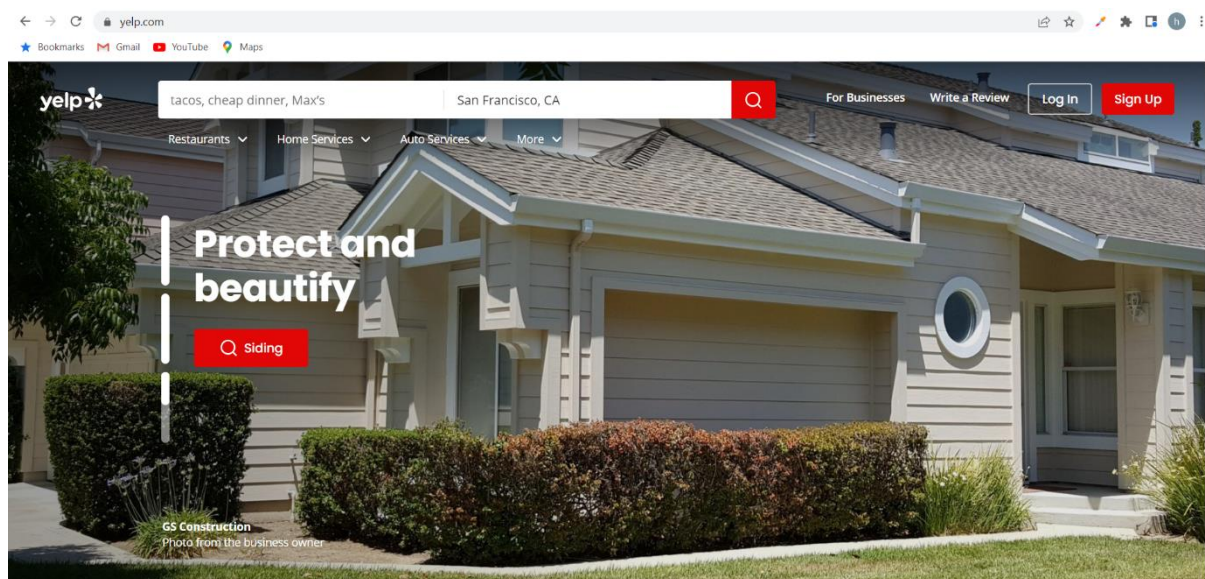 yelp.com
Bookmarks Gmail YouTube Maps
h
yelp
tacos, cheap dinner, Max's San Francisco, CA
For Businesses Write a Review Log In Sign Up
Restaurants Home Services Auto Services More
Protect and
beautify
Siding
GS Construction
Photo from the business owner